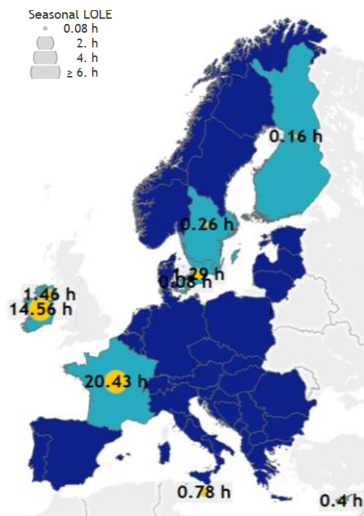 Seasonal LOLE
0.08 h
2. h
4. h
≥ 6. h
0.16 h
0.26 h
1.29 h
0.08 h
1.46 h
14.56 h
20.43 h
0.78 h
0.4 h